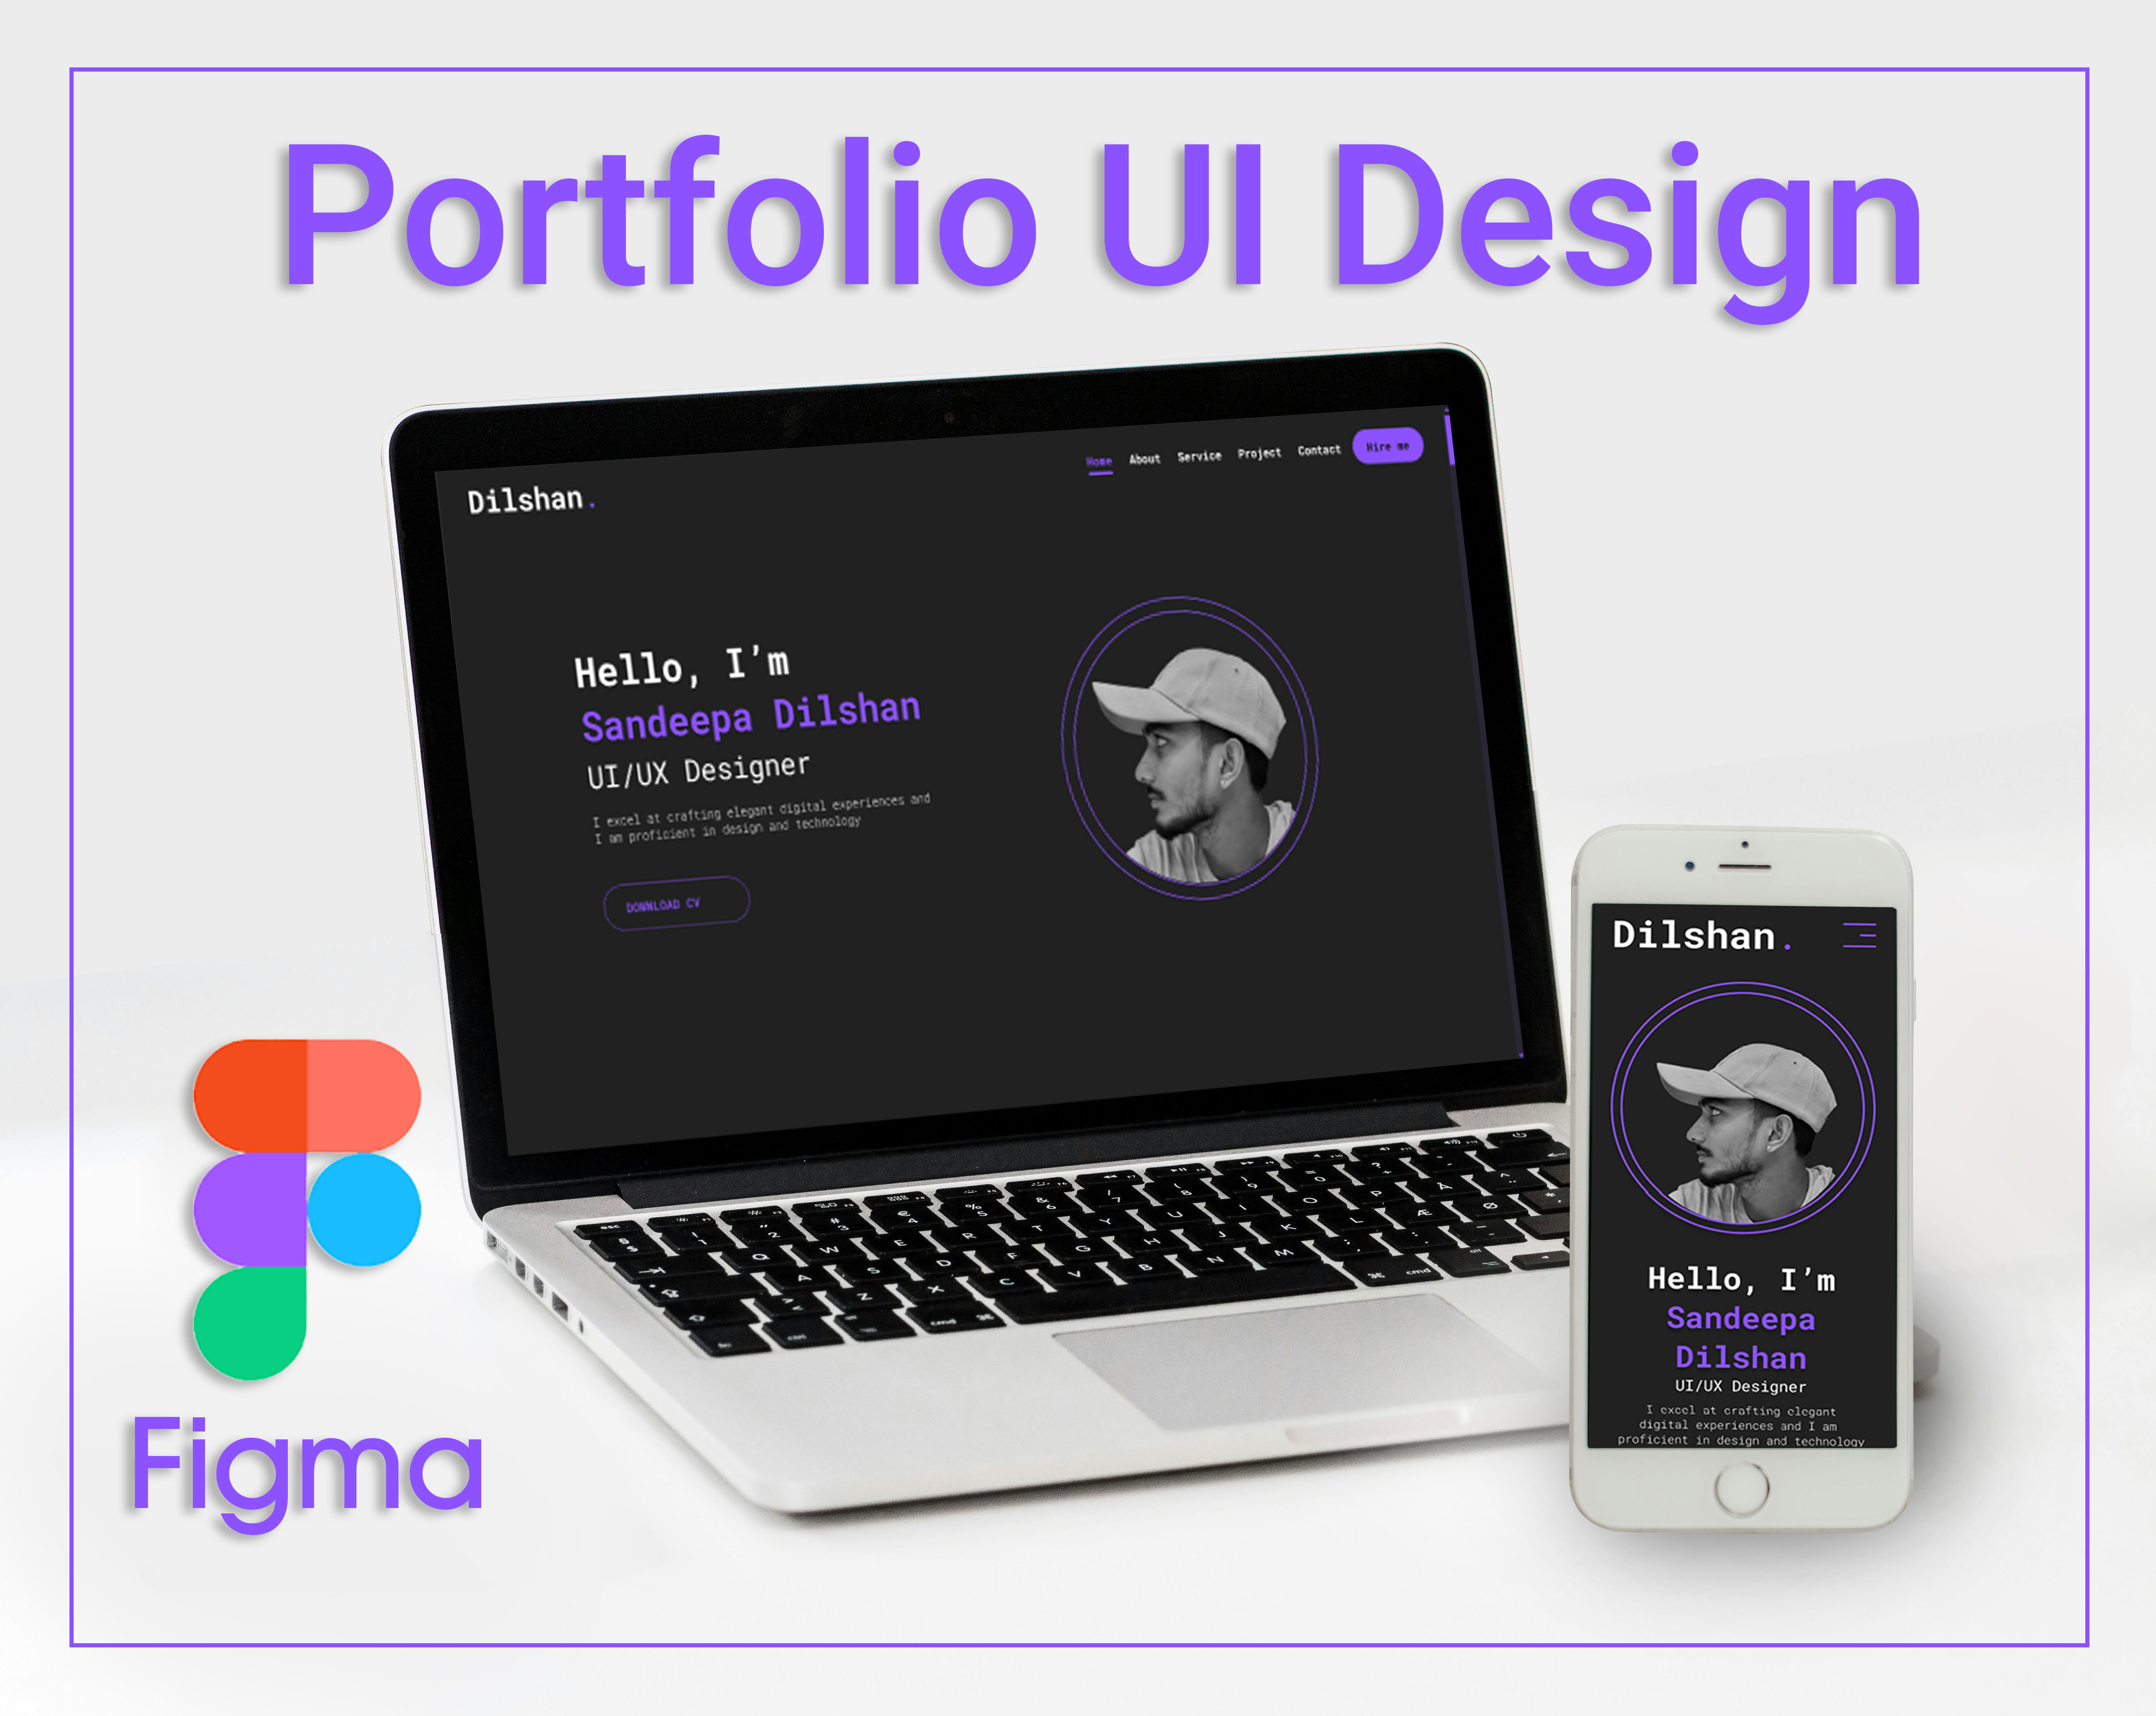 Portfolio UI Design
Home About Service Project Contact Hire me
Dilshan.
Hello, I’m
Sandeepa Dilshan
UI/UX Designer
I excel at crafting elegant digital experiences and
I am proficient in design and technology
DOWNLOAD CV
Dilshan.
Hello, I’m
Sandeepa
Dilshan
UI/UX Designer
I excel at crafting elegant
digital experiences and I am
proficient in design and technology
Figma